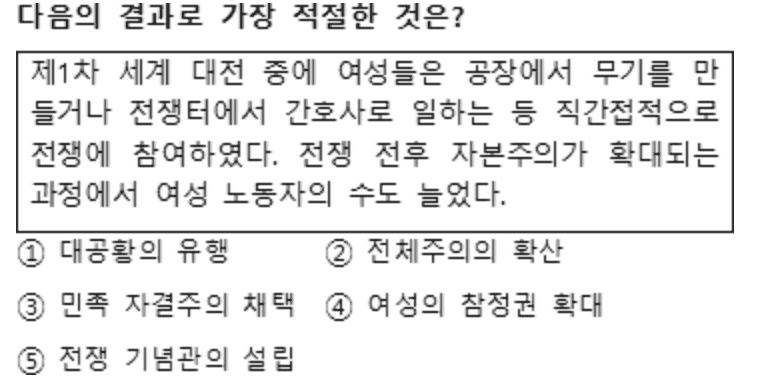 다음의 결과로 가장 적절한 것은?
제1차 세계 대전 중에 여성들은 공장에서 무기를 만
들거나 전쟁터에서 간호사로 일하는 등 직간접적으로
전쟁에 참여하였다. 전쟁 전후 자본주의가 확대되는
과정에서 여성 노동자의 수도 늘었다.
① 대공황의 유행 ② 전체주의의 확산
③ 민족 자결주의 채택 ④ 여성의 참정권 확대
⑤ 전쟁 기념관의 설립